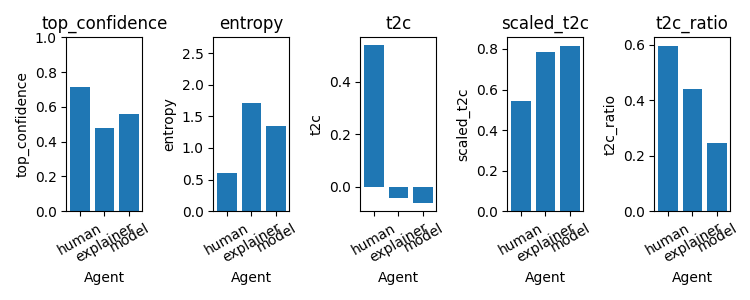 top_confidence
entropy
t2c
scaled_t2c
t2c_ratio
top_confidence
1.0
0.8
0.6
0.4
0.2
0.0
human
explainer
model
Agent
entropy
2.5
2.0
1.5
1.0
0.5
0.0
human
explainer
model
Agent
t2c
0.4
0.2
0.0
human
explainer
model
Agent
scaled_t2c
0.8
0.6
0.4
0.2
0.0
human
explainer
model
Agent
t2c_ratio
0.6
0.4
0.2
0.0
human
explainer
model
Agent